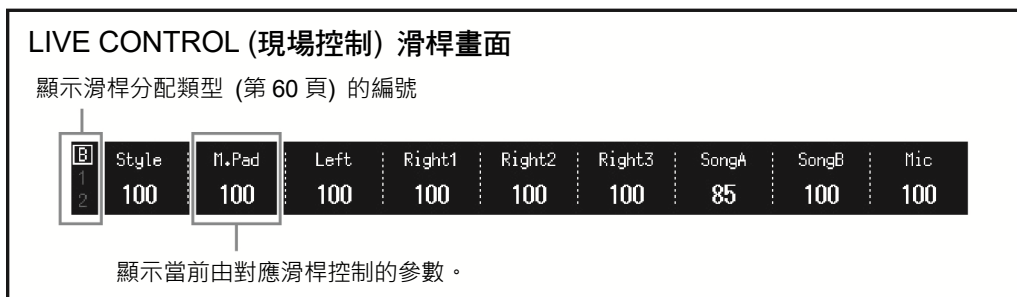 LIVE CONTROL (現場控制) 滑桿畫面
顯示滑桿分配類型 (第 60 頁) 的編號
B
1
2
Style M.Pad Left Right1 Right2 Right3 SongA SongB Mic
100 100 100 100 100 100 85 100 100
顯示當前由對應滑桿控制的參數。